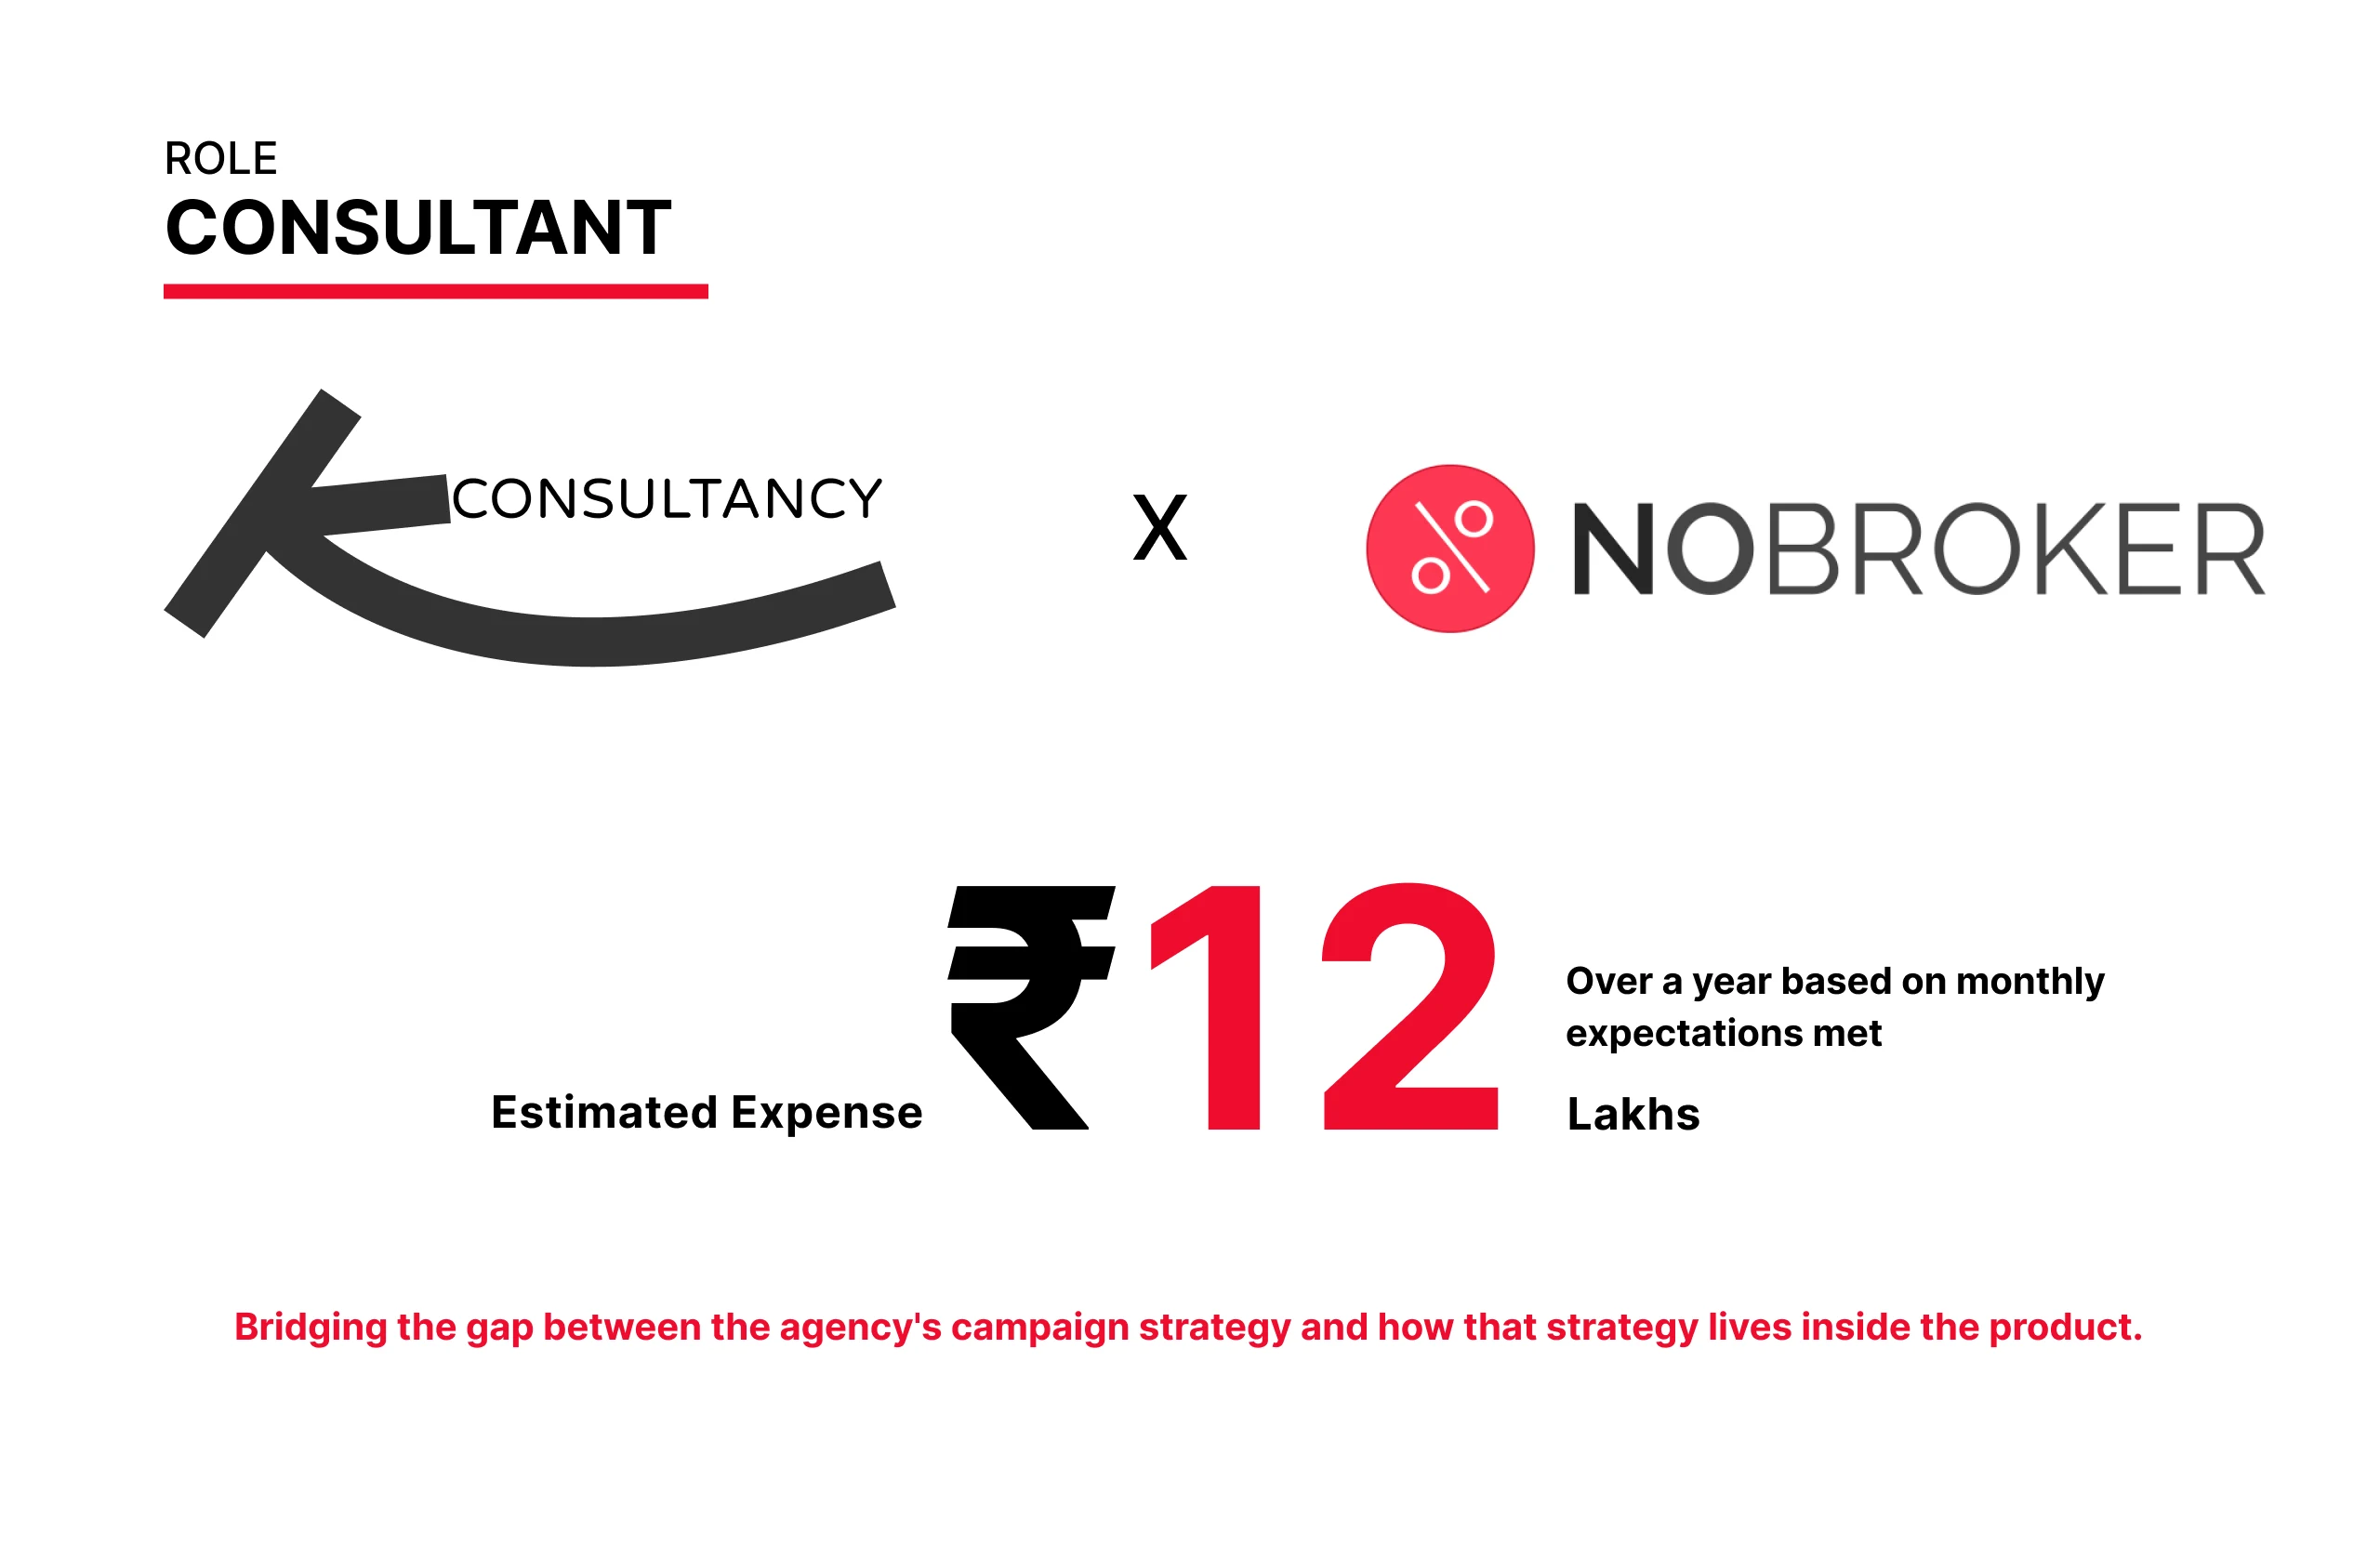 ROLE
CONSULTANT
K CONSULTANCY
X
NOBROKER
Over a year based on monthly
expectations met
Estimated Expense ₹12 Lakhs
Bridging the gap between the agency's campaign strategy and how that strategy lives inside the product.